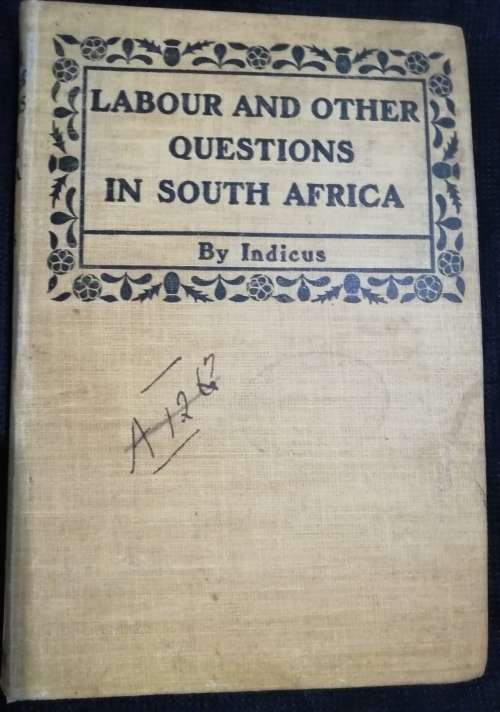 LABOUR AND OTHER
QUESTIONS
IN SOUTH AFRICA
By Indicus